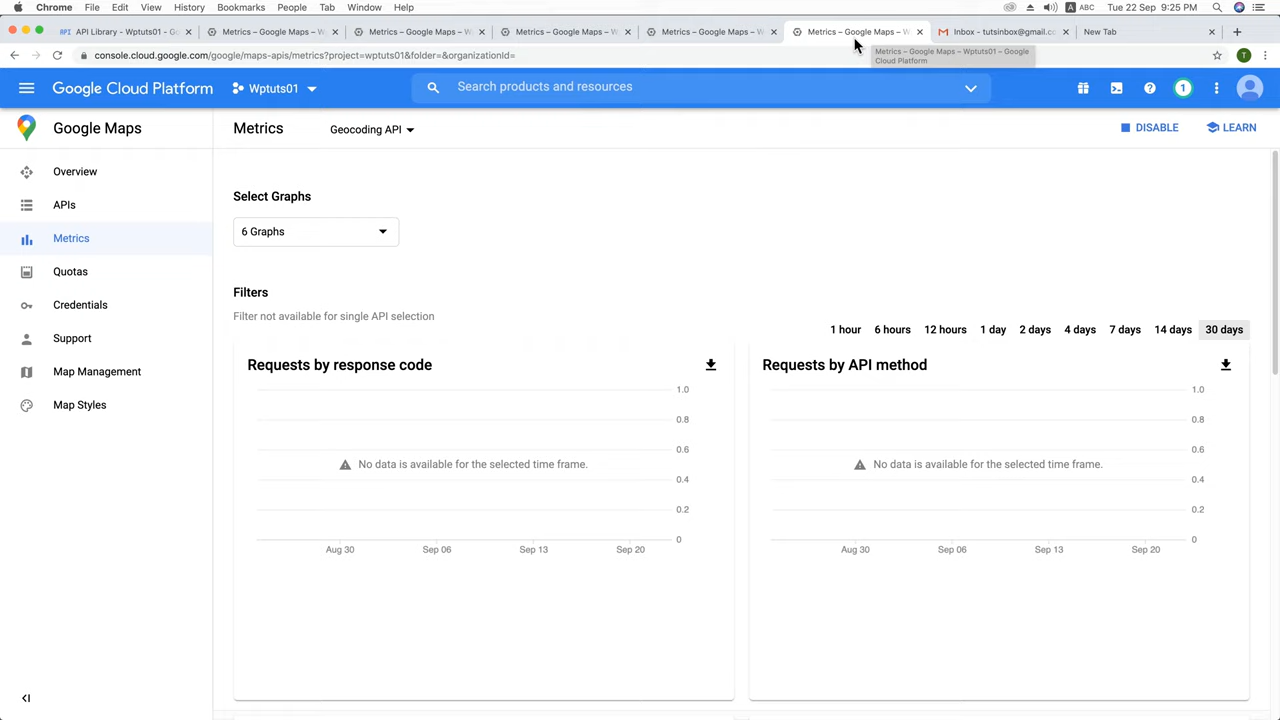 Chrome File Edit View History Bookmarks People Tab Window Help ABC Tue 22 Sep 9:25 PM
API API Library - Wptuts01 - Go Metrics – Google Maps – W Metrics – Google Maps – W Metrics – Google Maps – W Metrics – Google Maps – W Metrics – Google Maps – W Inbox - tutsinbox@gmail.co New Tab
console.cloud.google.com/google/maps-apis/metrics?project=wptuts01&folder=&organizationId= T
Metrics – Google Maps – Wptuts01 – Google
Cloud Platform
Google Cloud Platform Wptuts01 Search products and resources 1
Google Maps Metrics Geocoding API DISABLE LEARN
Overview
APIs
Metrics
Quotas
Credentials
Support
Map Management
Map Styles
Select Graphs
6 Graphs
Filters
Filter not available for single API selection
1 hour 6 hours 12 hours 1 day 2 days 4 days 7 days 14 days 30 days
Requests by response code
1.0
0.8
0.6
No data is available for the selected time frame.
0.4
0.2
0
Aug 30 Sep 06 Sep 13 Sep 20
Requests by API method
1.0
0.8
0.6
No data is available for the selected time frame.
0.4
0.2
0
Aug 30 Sep 06 Sep 13 Sep 20